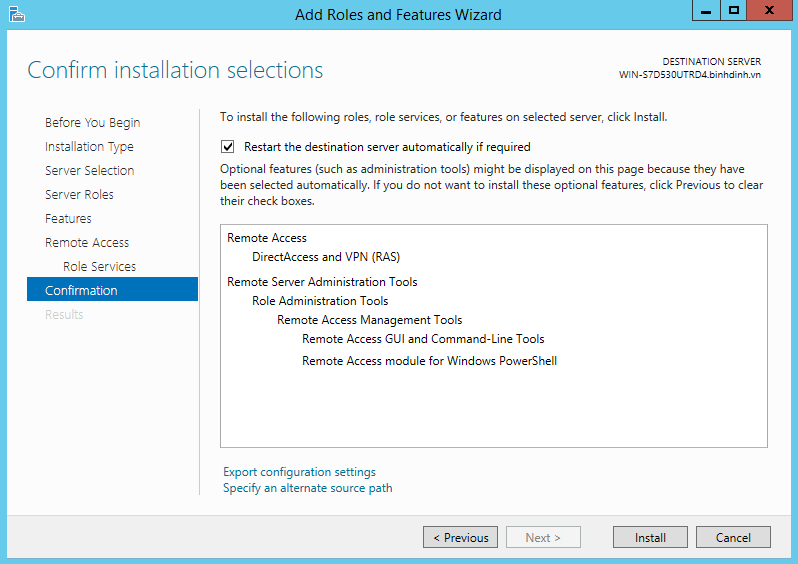 Add Roles and Features Wizard
Confirm installation selections
DESTINATION SERVER
WIN-S7D530UTRD4.binhdinh.vn
Before You Begin
Installation Type
Server Selection
Server Roles
Features
Remote Access
Role Services
Confirmation
Results
To install the following roles, role services, or features on selected server, click Install.
Restart the destination server automatically if required
Optional features (such as administration tools) might be displayed on this page because they have
been selected automatically. If you do not want to install these optional features, click Previous to clear
their check boxes.
Remote Access
DirectAccess and VPN (RAS)
Remote Server Administration Tools
Role Administration Tools
Remote Access Management Tools
Remote Access GUI and Command-Line Tools
Remote Access module for Windows PowerShell
Export configuration settings
Specify an alternate source path
< Previous
Next >
Install
Cancel